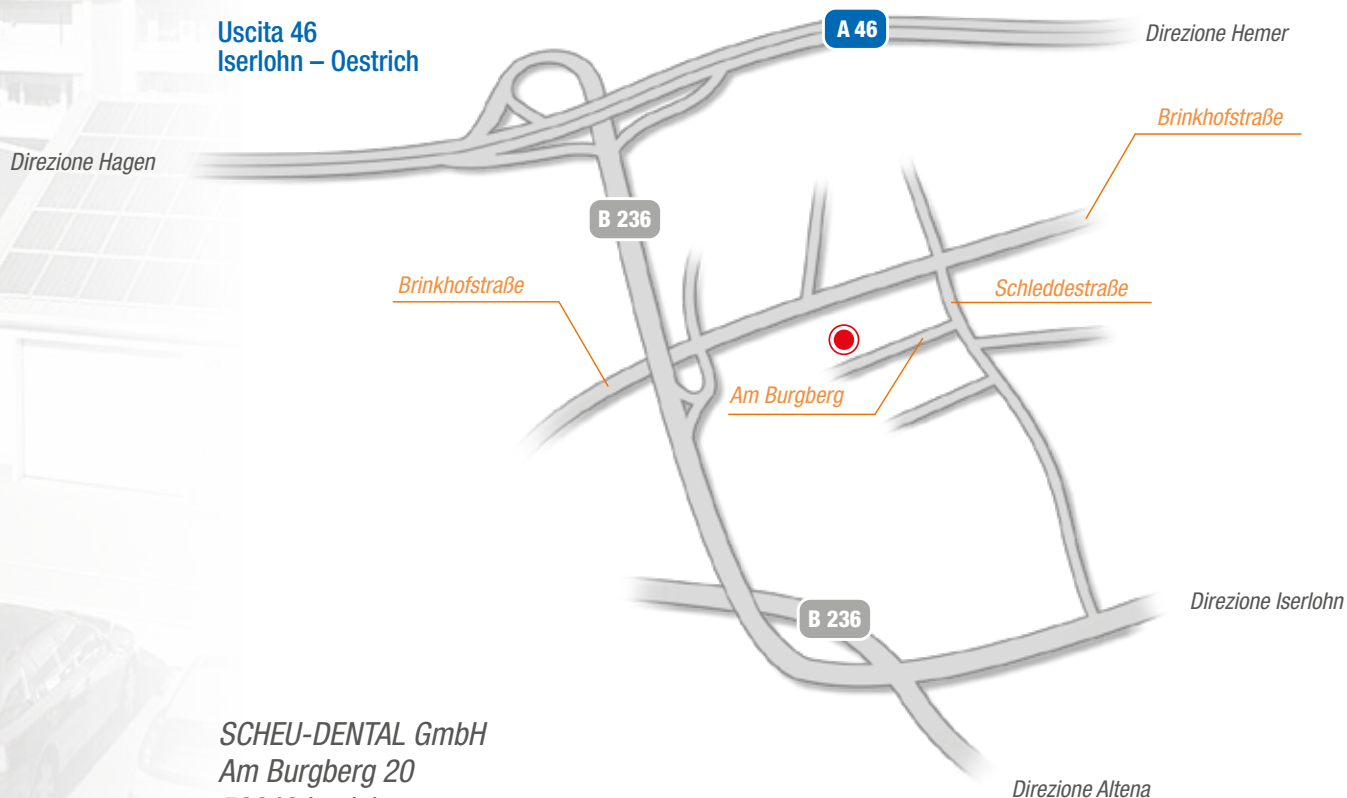 Uscita 46
Iserlohn – Oestrich
A 46
Direzione Hemer
Brinkhofstraße
Direzione Hagen
B 236
Brinkhofstraße
Schleddestraße
Am Burgberg
Direzione Iserlohn
B 236
SCHEU-DENTAL GmbH
Am Burgberg 20
Direzione Altena